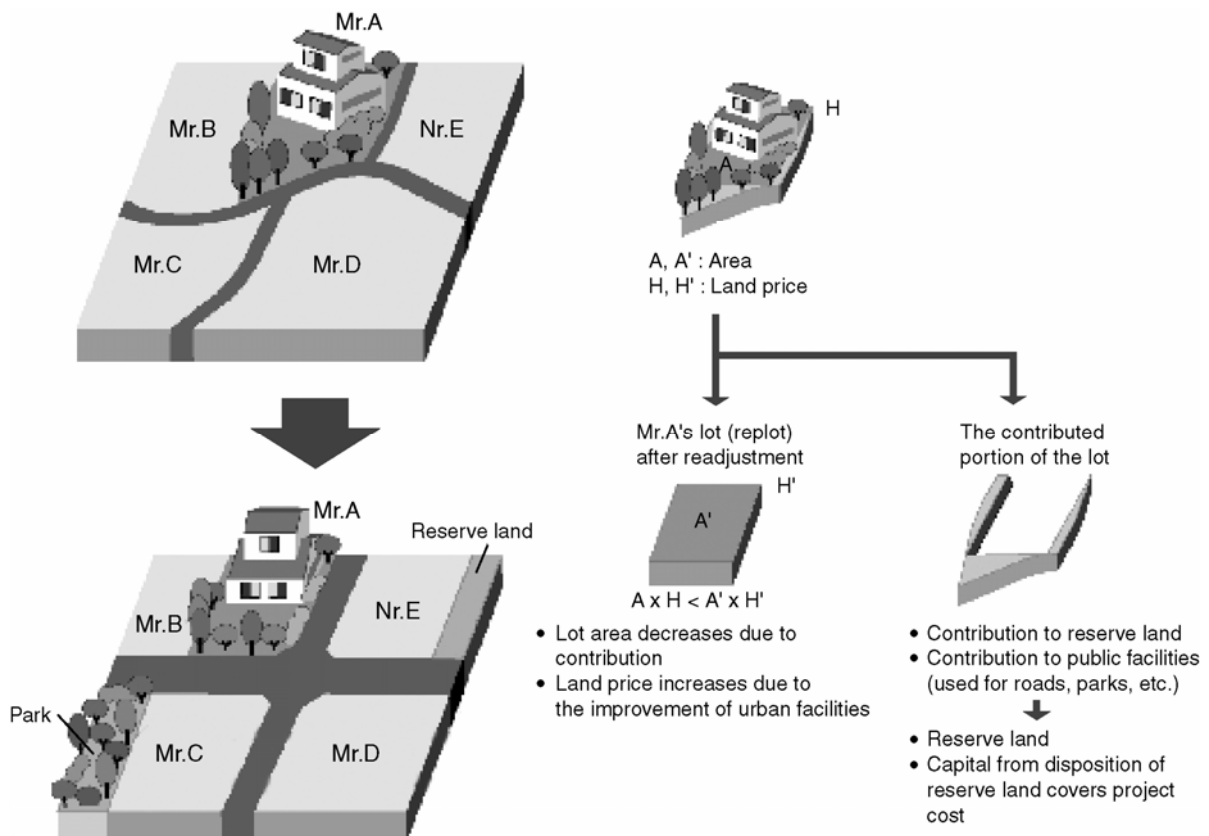 Mr.A
Mr.B
Nr.E
Mr.C
Mr.D
H
A
A, A' : Area
H, H' : Land price
Mr.A's lot (replot)
after readjustment
H'
A'
A x H < A' x H'
• Lot area decreases due to
contribution
• Land price increases due to
the improvement of urban facilities
The contributed
portion of the lot
• Contribution to reserve land
• Contribution to public facilities
(used for roads, parks, etc.)
• Reserve land
• Capital from disposition of
reserve land covers project
cost
Mr.A
Reserve land
Mr.B
Nr.E
Park
Mr.C
Mr.D